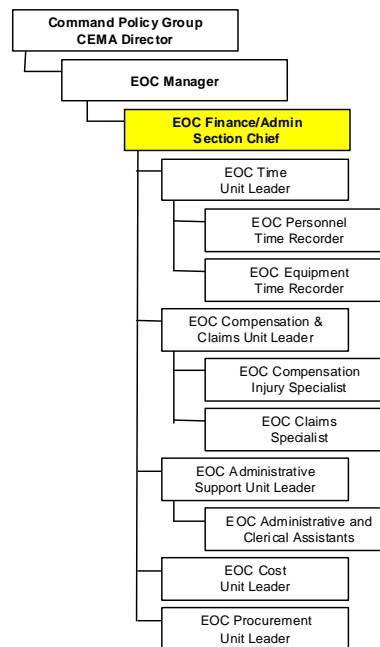 Command Policy Group
CEMA Director
EOC Manager
EOC Finance/Admin
Section Chief
EOC Time
Unit Leader
EOC Personnel
Time Recorder
EOC Equipment
Time Recorder
EOC Compensation &
Claims Unit Leader
EOC Compensation
Injury Specialist
EOC Claims
Specialist
EOC Administrative
Support Unit Leader
EOC Administrative and
Clerical Assistants
EOC Cost
Unit Leader
EOC Procurement
Unit Leader